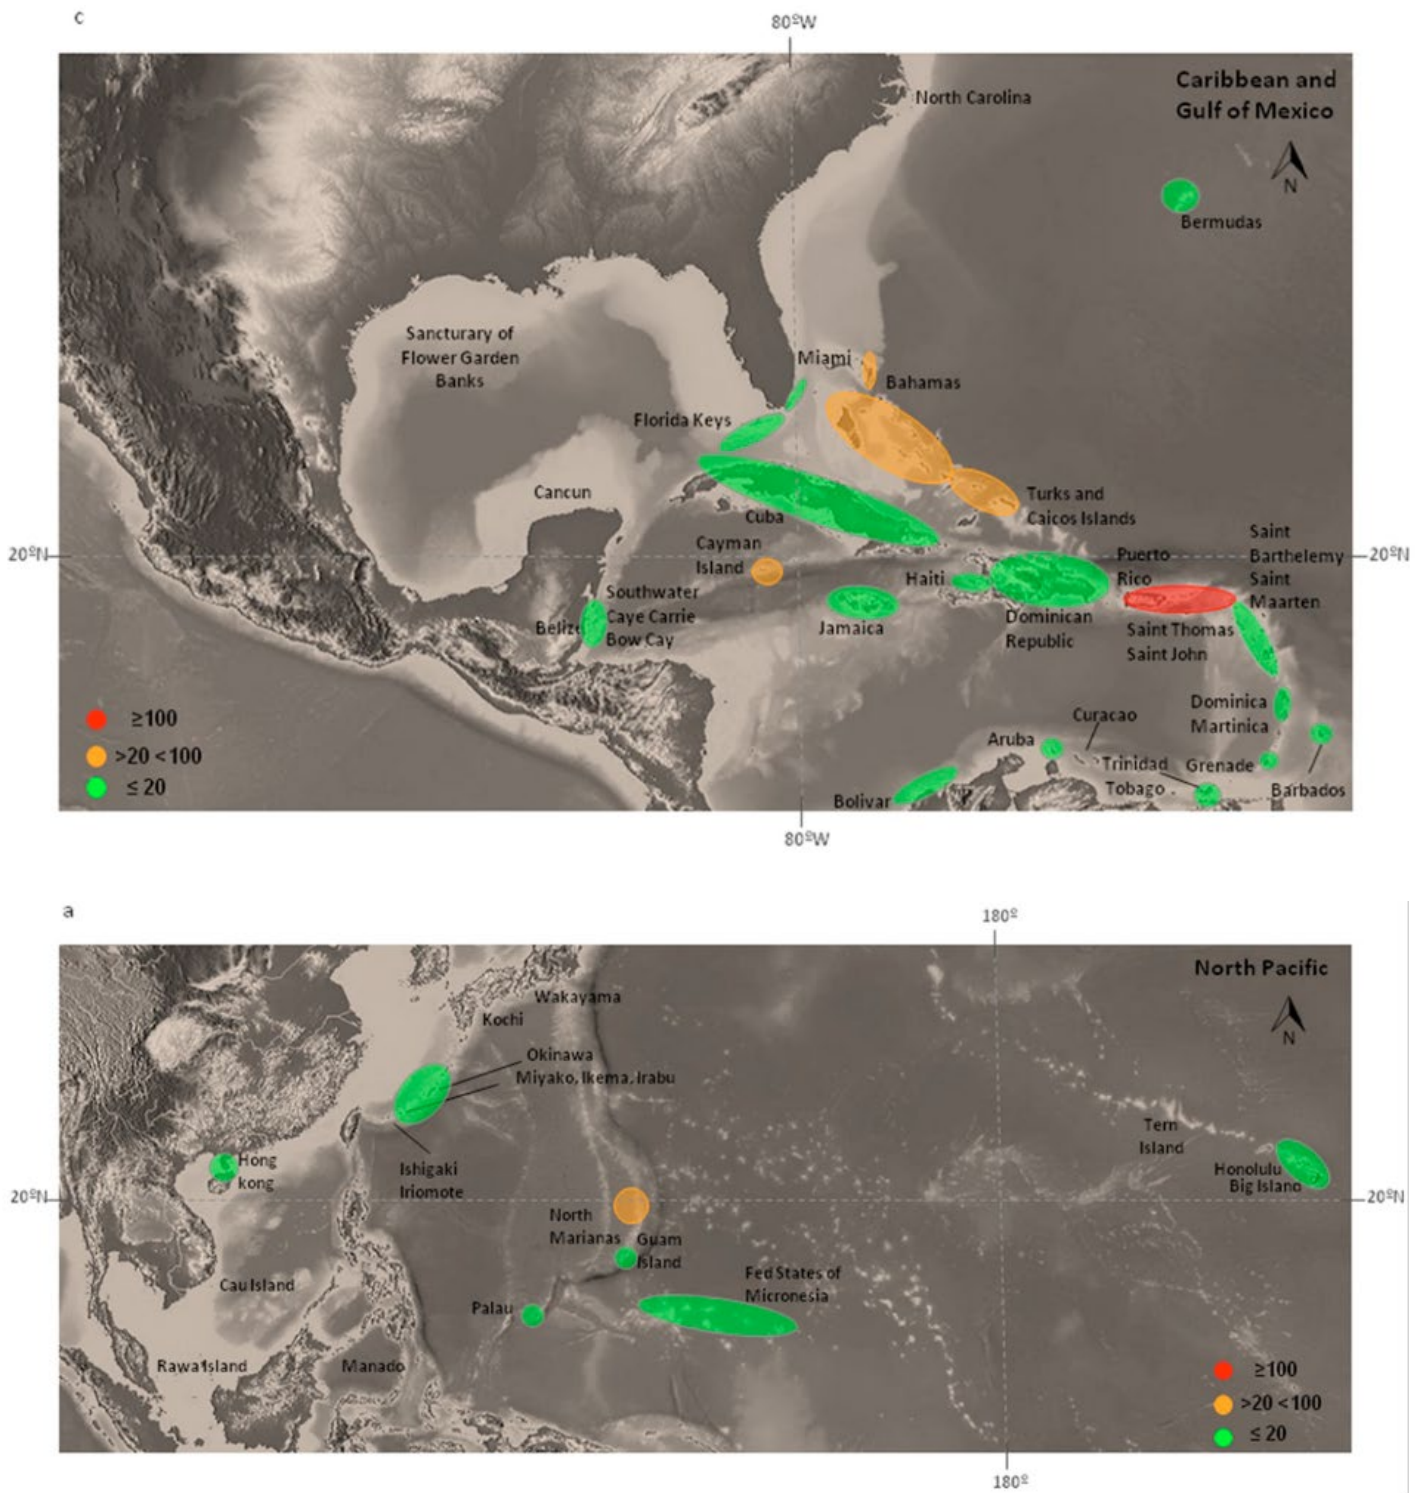 c
80ºW
Caribbean and
Gulf of Mexico
North Carolina
N
Bermudas
Sancturary of
Flower Garden
Banks
Miami
Bahamas
Florida Keys
Cancun
Turks and
Caicos Islands
Cuba
Cayman
Island
Saint
Barthelemy
Saint
Maarten
20ºN
20ºN
Puerto
Rico
Haiti
Southwater
Caye Carrie
Bow Cay
Belize
Jamaica
Dominican
Republic
Saint Thomas
Saint John
Dominica
Martinica
Curacao
Aruba
Trinidad
Tobago
Grenade
Barbados
Bolivar
≥100
>20 <100
≤ 20
80ºW
a
180º
North Pacific
N
Wakayama
Kochi
Okinawa
Miyako, Ikema, Irabu
Tern
Island
Hong
kong
Ishigaki
Iriomote
Honolulu
Big Island
20ºN
20ºN
North
Marianas
Guam
Island
Cau Island
Fed States of
Micronesia
Palau
Rawa Island
Manado
≥100
>20 <100
≤ 20
180º